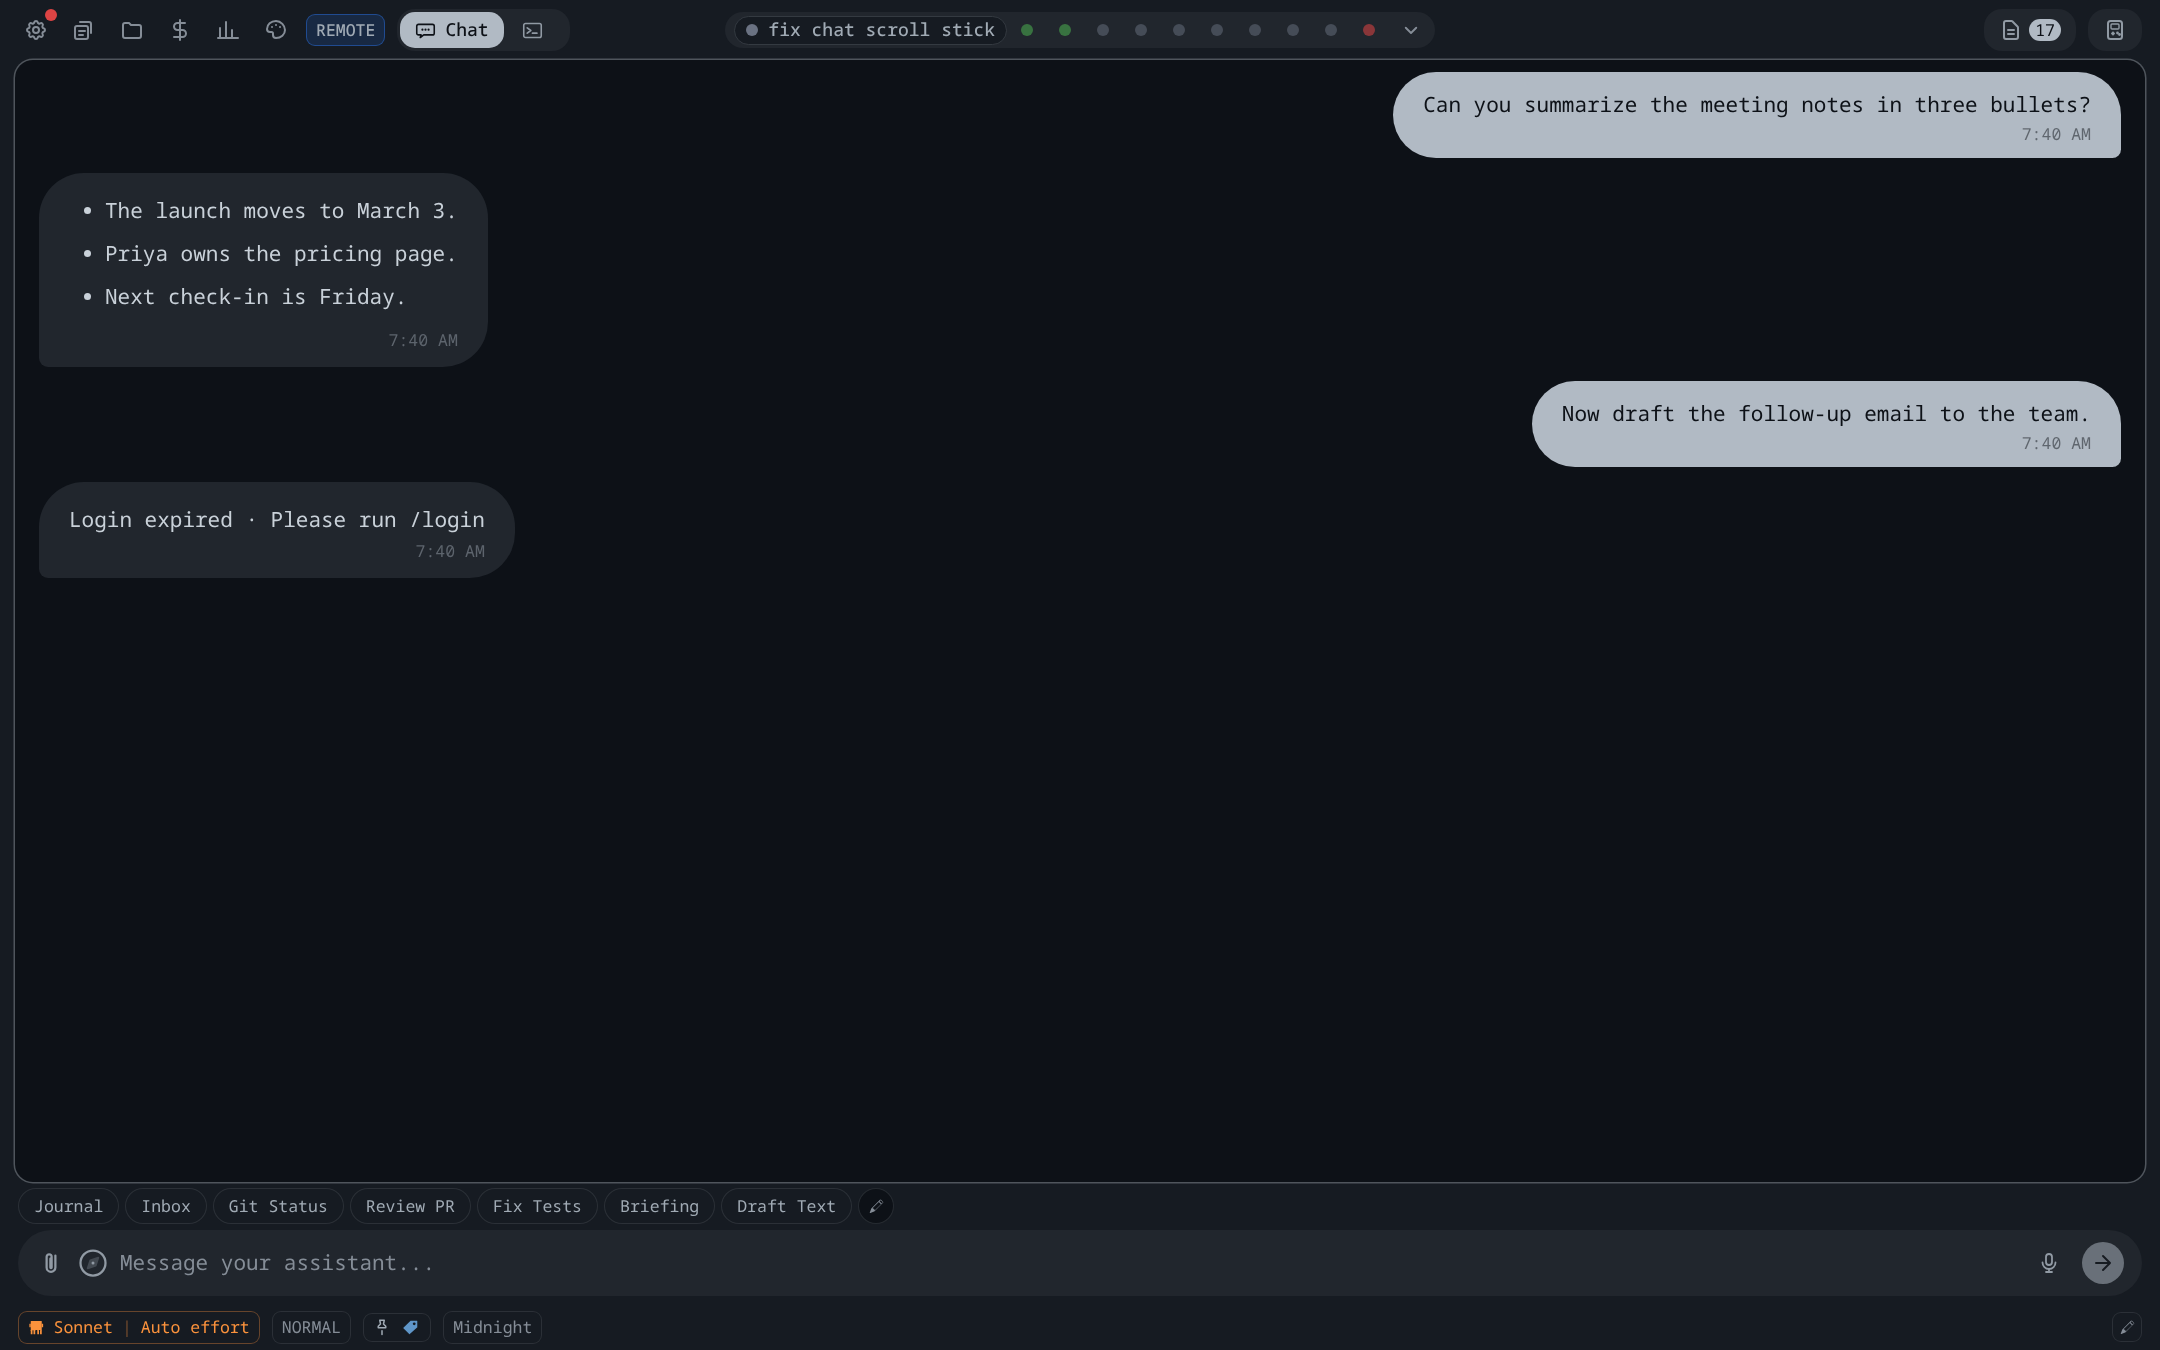 REMOTE
Chat
fix chat scroll stick
17
Can you summarize the meeting notes in three bullets?
7:40 AM
• The launch moves to March 3.
• Priya owns the pricing page.
• Next check-in is Friday.
7:40 AM
Now draft the follow-up email to the team.
7:40 AM
Login expired · Please run /login
7:40 AM
Journal
Inbox
Git Status
Review PR
Fix Tests
Briefing
Draft Text
Message your assistant...
Sonnet | Auto effort
NORMAL
Midnight